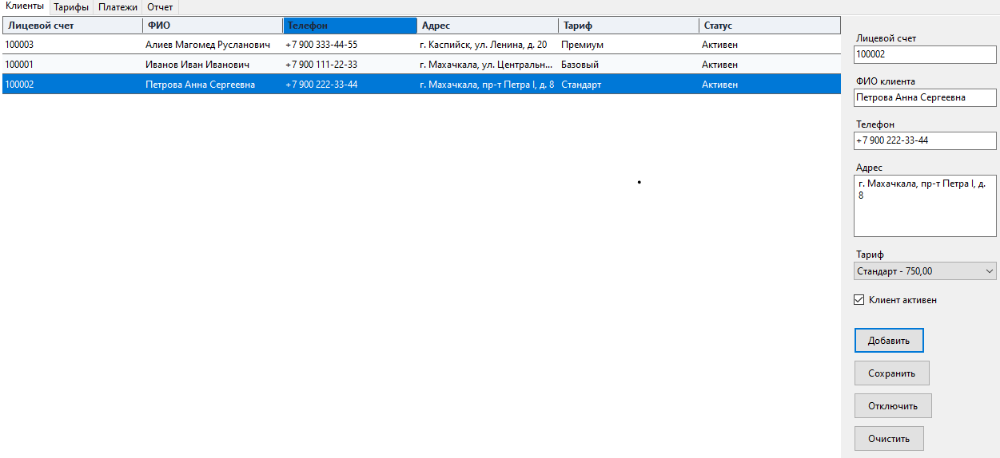 Клиенты Тарифы Платежи Отчет
Лицевой счет ФИО Телефон Адрес Тариф Статус
100003 Алиев Магомед Русланович +7 900 333-44-55 г. Каспийск, ул. Ленина, д. 20 Премиум Активен
100001 Иванов Иван Иванович +7 900 111-22-33 г. Махачкала, ул. Центральн... Базовый Активен
100002 Петрова Анна Сергеевна +7 900 222-33-44 г. Махачкала, пр-т Петра I, д. 8 Стандарт Активен
Лицевой счет
100002
ФИО клиента
Петрова Анна Сергеевна
Телефон
+7 900 222-33-44
Адрес
г. Махачкала, пр-т Петра I, д.
8
Тариф
Стандарт - 750,00
Клиент активен
Добавить
Сохранить
Отключить
Очистить